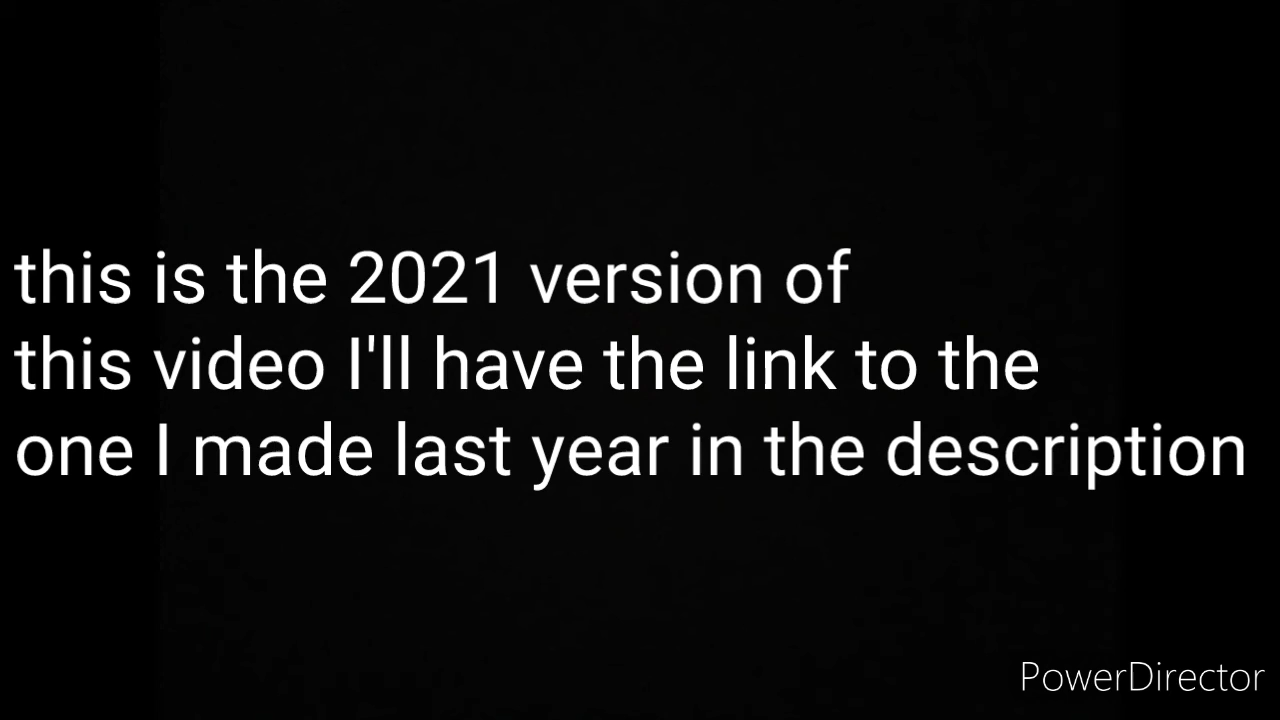 this is the 2021 version of
this video I'll have the link to the
one I made last year in the description
PowerDirector